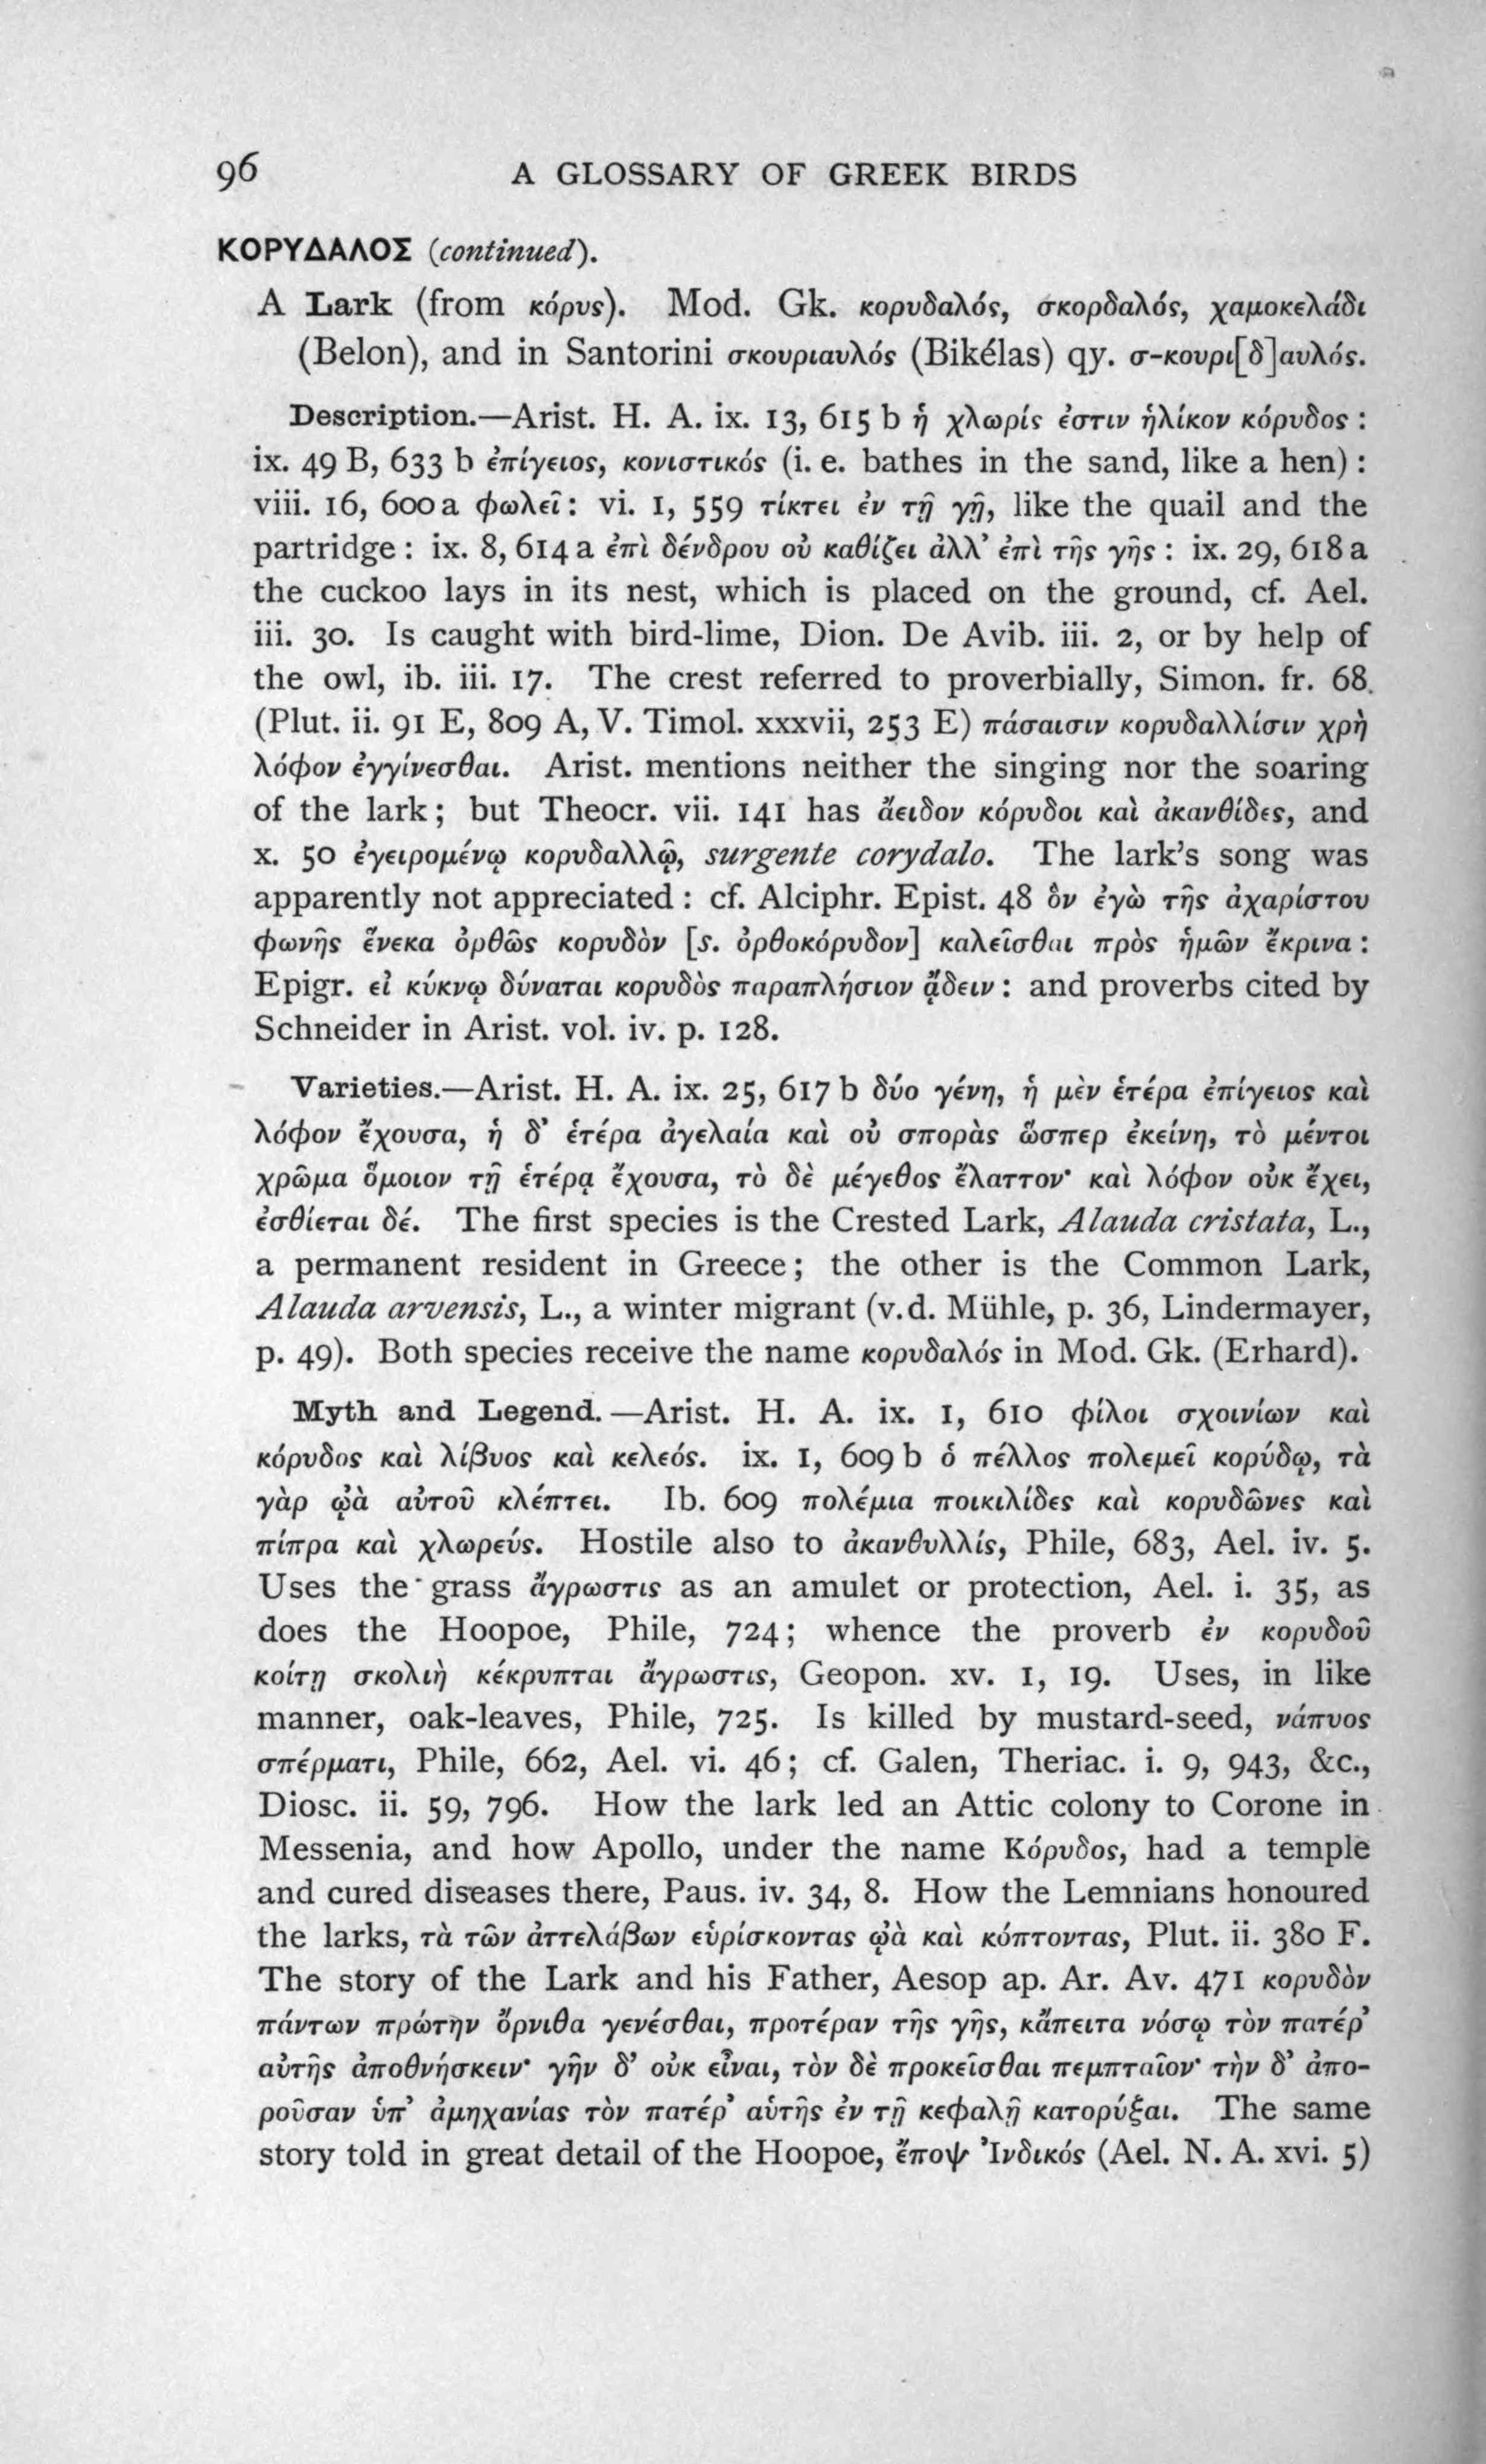 96 A GLOSSARY OF GREEK BIRDS
ΚΟΡΥΔΑΛΟΣ (continued).
A Lark (from κόρυς). Mod. Gk. κορυδαλός, σκορδαλός, χαμοκελάδι
(Belon), and in Santorini σκουριαυλός (Bikélas) qy. σ-κουρι[δ]αυλός.
Description.—Arist. H. A. ix. 13, 615 b ἡ χλωρίς ἐστιν ἡλίκον κόρυδος :
ix. 49 B, 633 b ἐπίγειος, κονιστικός (i. e. bathes in the sand, like a hen) :
viii. 16, 600 a φωλεῖ : vi. 1, 559 τίκτει ἐν τῇ γῇ, like the quail and the
partridge : ix. 8, 614 a ἐπὶ δένδρου οὐ καθίζει ἀλλ’ ἐπὶ τῆς γῆς : ix. 29, 618 a
the cuckoo lays in its nest, which is placed on the ground, cf. Ael.
iii. 30. Is caught with bird-lime, Dion. De Avib. iii. 2, or by help of
the owl, ib. iii. 17. The crest referred to proverbially, Simon. fr. 68.
(Plut. ii. 91 E, 809 A, V. Timol. xxxvii, 253 E) πάσαισιν κορυδαλλίσιν χρὴ
λόφον ἐγγίνεσθαι. Arist. mentions neither the singing nor the soaring
of the lark ; but Theocr. vii. 141 has ἄειδον κόρυδοι καὶ ἀκανθίδες, and
x. 50 ἐγειρομένῳ κορυδαλλῷ, surgente corydalo. The lark’s song was
apparently not appreciated : cf. Alciphr. Epist. 48 ὃν ἐγὼ τῆς ἀχαρίστου
φωνῆς ἕνεκα ὀρθῶς κορυδὸν [s. ὀρθοκόρυδον] καλεῖσθαι πρὸς ἡμῶν ἔκρινα :
Epigr. εἰ κύκνῳ δύναται κορυδὸς παραπλήσιον ᾄδειν : and proverbs cited by
Schneider in Arist. vol. iv. p. 128.
Varieties.—Arist. H. A. ix. 25, 617 b δύο γένη, ἡ μὲν ἑτέρα ἐπίγειος καὶ
λόφον ἔχουσα, ἡ δ’ ἑτέρα ἀγελαία καὶ οὐ σπορὰς ὥσπερ ἐκείνη, τὸ μέντοι
χρῶμα ὅμοιον τῇ ἑτέρᾳ ἔχουσα, τὸ δὲ μέγεθος ἔλαττον· καὶ λόφον οὐκ ἔχει,
ἐσθίεται δέ. The first species is the Crested Lark, Alauda cristata, L.,
a permanent resident in Greece ; the other is the Common Lark,
Alauda arvensis, L., a winter migrant (v. d. Mühle, p. 36, Lindermayer,
p. 49). Both species receive the name κορυδαλός in Mod. Gk. (Erhard).
Myth and Legend.—Arist. H. A. ix. 1, 610 φίλοι σχοινίων καὶ
κόρυδος καὶ λίβυος καὶ κελεός. ix. 1, 609 b ὁ πέλλος πολεμεῖ κορύδῳ, τὰ
γὰρ ᾠὰ αὐτοῦ κλέπτει. Ib. 609 πολέμια ποικιλίδες καὶ κορυδῶνες καὶ
πίπρα καὶ χλωρεύς. Hostile also to ἀκανθυλλίς, Phile, 683, Ael. iv. 5.
Uses the grass ἄγρωστις as an amulet or protection, Ael. i. 35, as
does the Hoopoe, Phile, 724 ; whence the proverb ἐν κορυδοῦ
κοίτῃ σκολιὴ κέκρυπται ἄγρωστις, Geopon. xv. 1, 19. Uses, in like
manner, oak-leaves, Phile, 725. Is killed by mustard-seed, νάπυος
σπέρματι, Phile, 662, Ael. vi. 46 ; cf. Galen, Theriac. i. 9, 943, &c.,
Diosc. ii. 59, 796. How the lark led an Attic colony to Corone in
Messenia, and how Apollo, under the name Κόρυδος, had a temple
and cured diseases there, Paus. iv. 34, 8. How the Lemnians honoured
the larks, τὰ τῶν ἀττελάβων εὑρίσκοντας ᾠὰ καὶ κόπτοντας, Plut. ii. 380 F.
The story of the Lark and his Father, Aesop ap. Ar. Av. 471 κορυδὸν
πάντων πρώτην ὄρνιθα γενέσθαι, προτέραν τῆς γῆς, κἄπειτα νόσῳ τὸν πατέρ’
αὐτῆς ἀποθνήσκειν· γῆν δ’ οὐκ εἶναι, τὸν δὲ προκεῖσθαι πεμπταῖον· τὴν δ’ ἀπο-
ροῦσαν ὑπ’ ἀμηχανίας τὸν πατέρ’ αὑτῆς ἐν τῇ κεφαλῇ κατορύξαι. The same
story told in great detail of the Hoopoe, ἔποψ Ἰνδικός (Ael. N. A. xvi. 5)